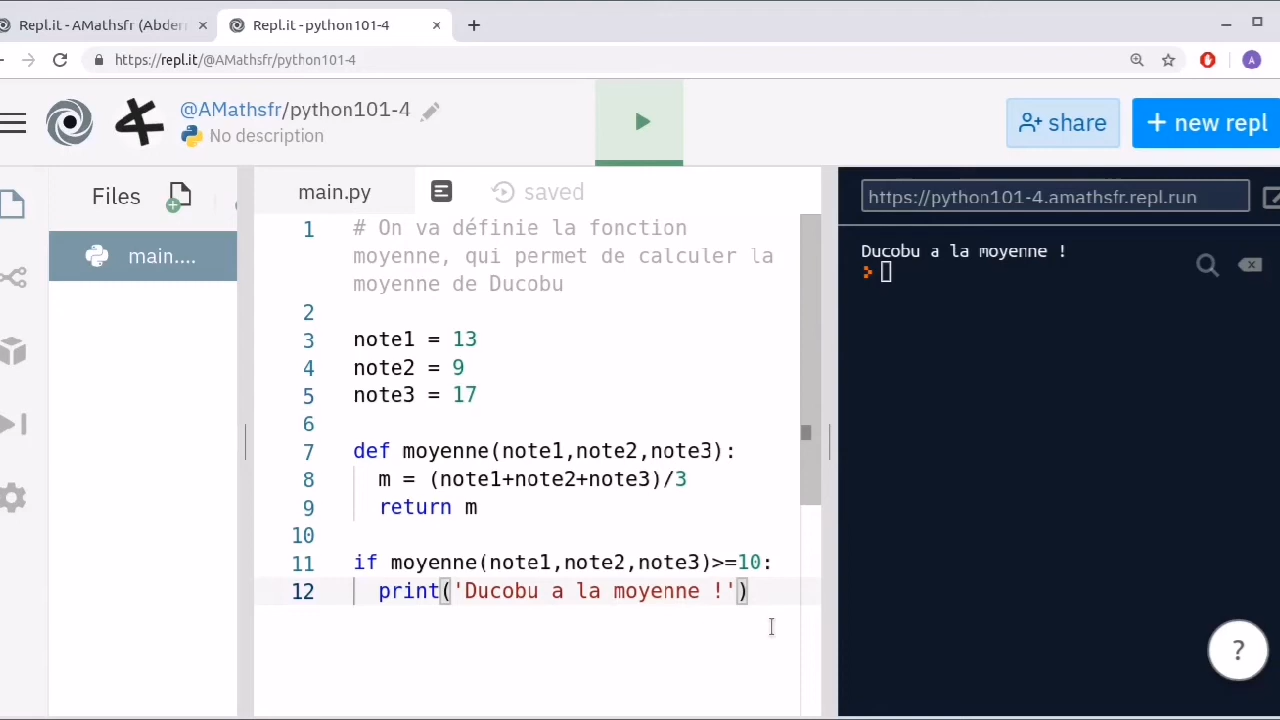 Repl.it - AMathsfr (Abder
Repl.it - python101-4
https://repl.it/@AMathsfr/python101-4
A
@AMathsfr/python101-4
No description
share
+ new repl
Files
main.py
saved
https://python101-4.amathsfr.repl.run
main....
1 # On va définie la fonction
moyenne, qui permet de calculer la
moyenne de Ducobu
2
3 note1 = 13
4 note2 = 9
5 note3 = 17
6
7 def moyenne(note1,note2,note3):
8 m = (note1+note2+note3)/3
9 return m
10
11 if moyenne(note1,note2,note3)>=10:
12 print('Ducobu a la moyenne !')
Ducobu a la moyenne !
?